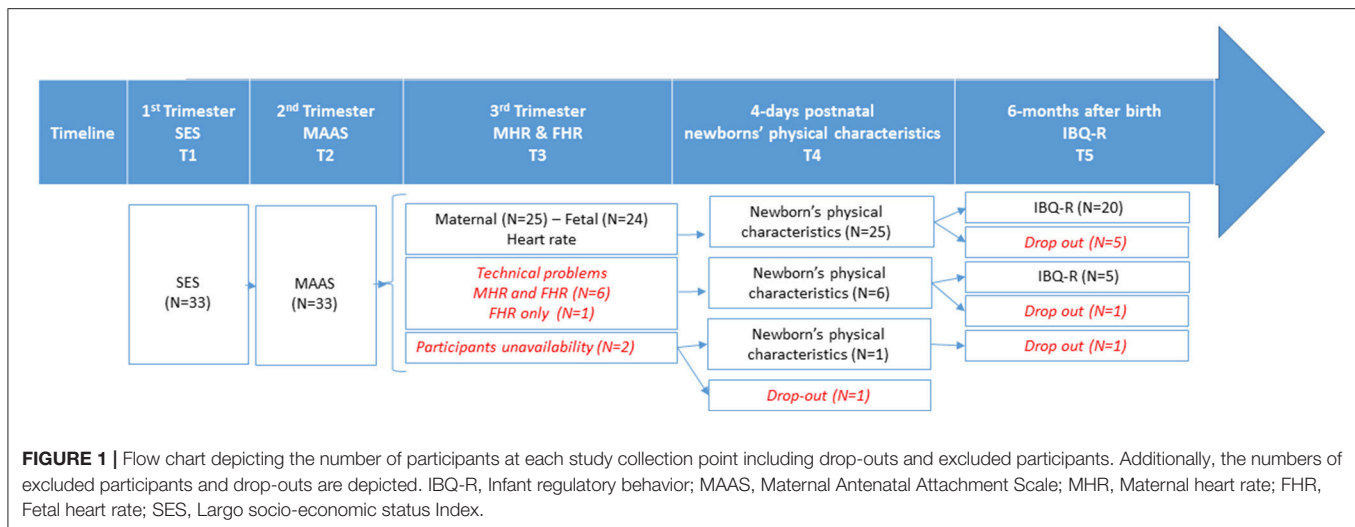 Timeline
1st Trimester
SES
T1
2nd Trimester
MAAS
T2
3rd Trimester
MHR & FHR
T3
4-days postnatal
newborns' physical characteristics
T4
6-months after birth
IBQ-R
T5
SES
(N=33)
MAAS
(N=33)
Maternal (N=25) – Fetal (N=24)
Heart rate
Technical problems
MHR and FHR (N=6)
FHR only (N=1)
Participants unavailability (N=2)
Newborn's physical
characteristics (N=25)
Newborn's physical
characteristics (N=6)
Newborn's physical
characteristics (N=1)
Drop-out (N=1)
IBQ-R (N=20)
Drop out (N=5)
IBQ-R (N=5)
Drop out (N=1)
Drop out (N=1)
FIGURE 1 | Flow chart depicting the number of participants at each study collection point including drop-outs and excluded participants. Additionally, the numbers of
excluded participants and drop-outs are depicted. IBQ-R, Infant regulatory behavior; MAAS, Maternal Antenatal Attachment Scale; MHR, Maternal heart rate; FHR,
Fetal heart rate; SES, Largo socio-economic status Index.